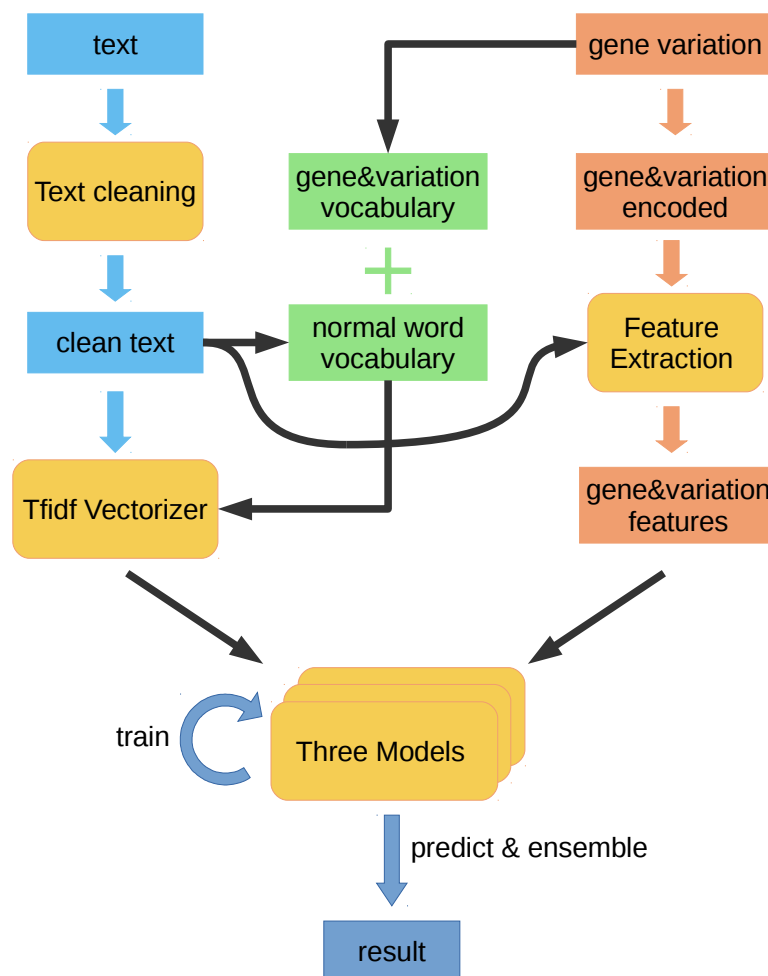 text
gene variation
Text cleaning
gene&variation
vocabulary
gene&variation
encoded
clean text
normal word
vocabulary
Feature
Extraction
Tfidf Vectorizer
gene&variation
features
train
Three Models
predict & ensemble
result